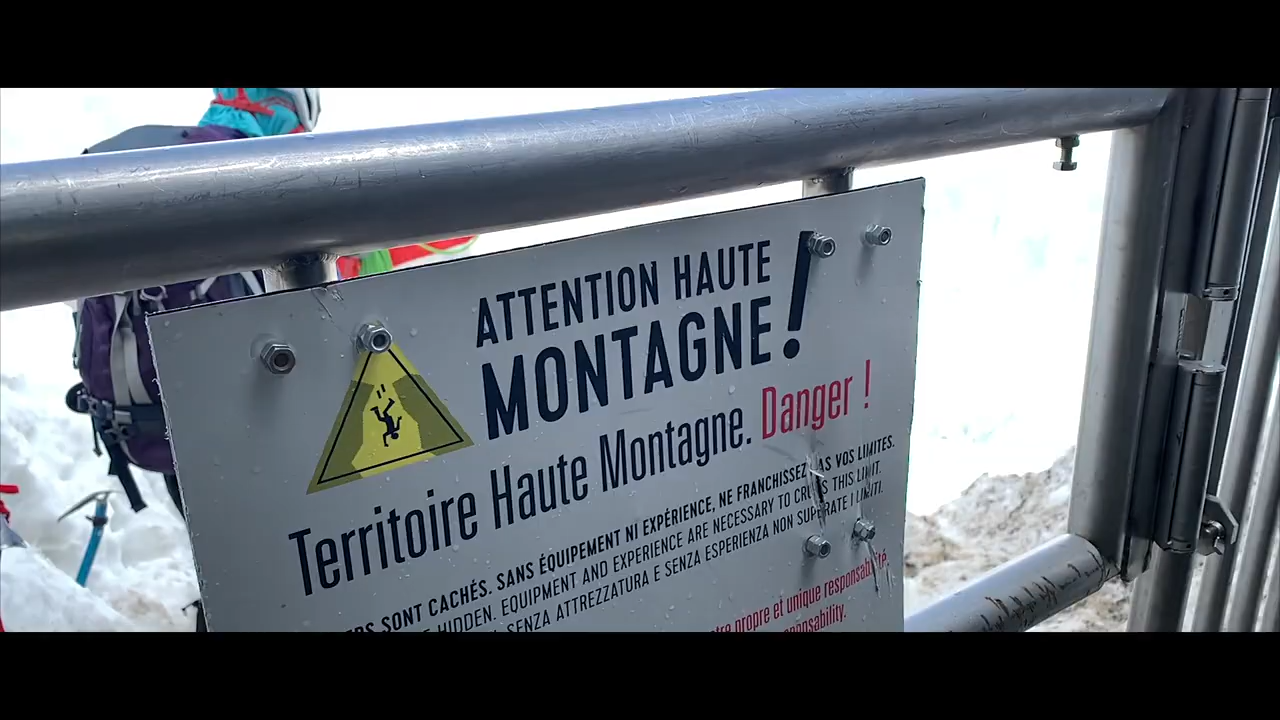 ATTENTION HAUTE
MONTAGNE!
Territoire Haute Montagne. Danger !
SONT CACHÉS. SANS ÉQUIPEMENT NI EXPÉRIENCE, NE FRANCHISSEZ PAS VOS LIMITES.
HIDDEN. EQUIPMENT AND EXPERIENCE ARE NECESSARY TO CROSS THIS LIMIT.
SENZA ATTREZZATURA E SENZA ESPERIENZA NON SUPERATE I LIMITI.
propre et unique responsabilité.